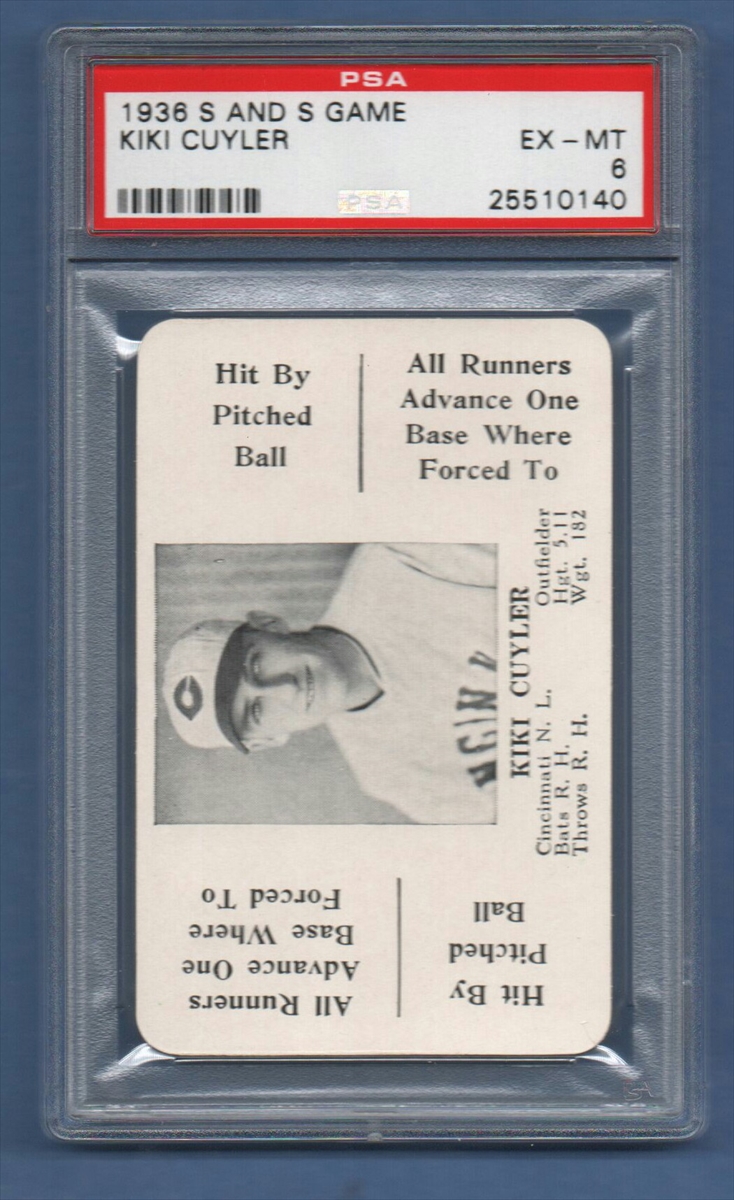 PSA
1936 S AND S GAME
KIKI CUYLER EX – MT
6
PSA 25510140
Hit By
Pitched
Ball
All Runners
Advance One
Base Where
Forced To
C
KIKI CUYLER
Cincinnati N. L. Outfielder
Bats R. H. Hgt. 5.11
Throws R. H. Wgt. 182
Hit By
Pitched
Ball
All Runners
Advance One
Base Where
Forced To